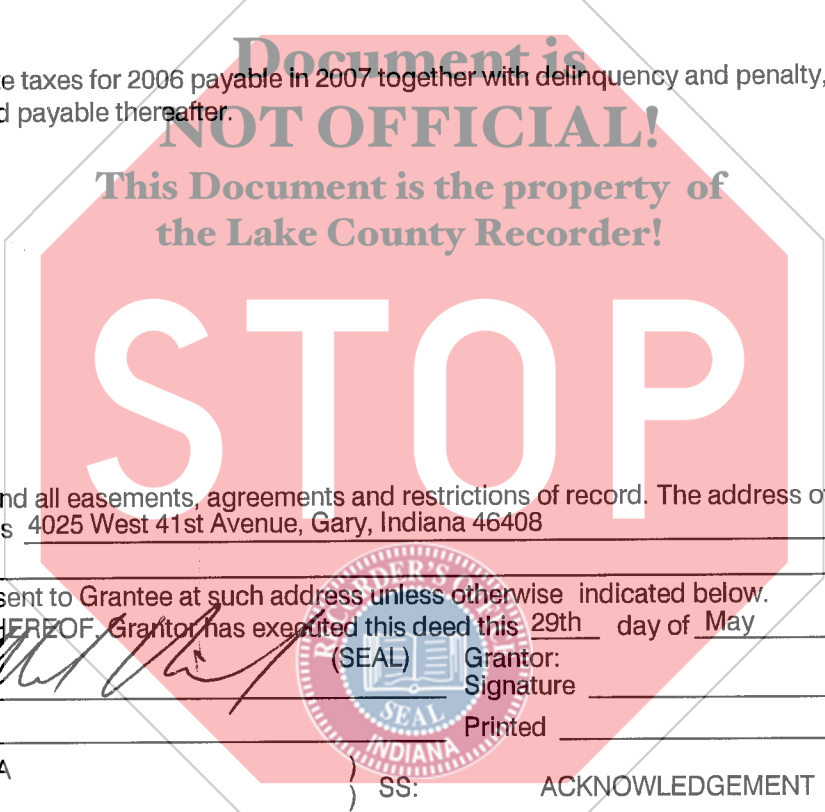 Document is
e taxes for 2006 payable in 2007 together with delinquency and penalty,
d payable thereafter.
NOT OFFICIAL!
This Document is the property of
the Lake County Recorder!
STOP
nd all easements, agreements and restrictions of record. The address o
s 4025 West 41st Avenue, Gary, Indiana 46408
sent to Grantee at such address unless otherwise indicated below.
HEREOF, Grantor has executed this deed this 29th day of May
(SEAL) Grantor:
Signature
Printed
RECORDER'S OFFICE
SEAL
INDIANA
A
) SS: ACKNOWLEDGEMENT
)